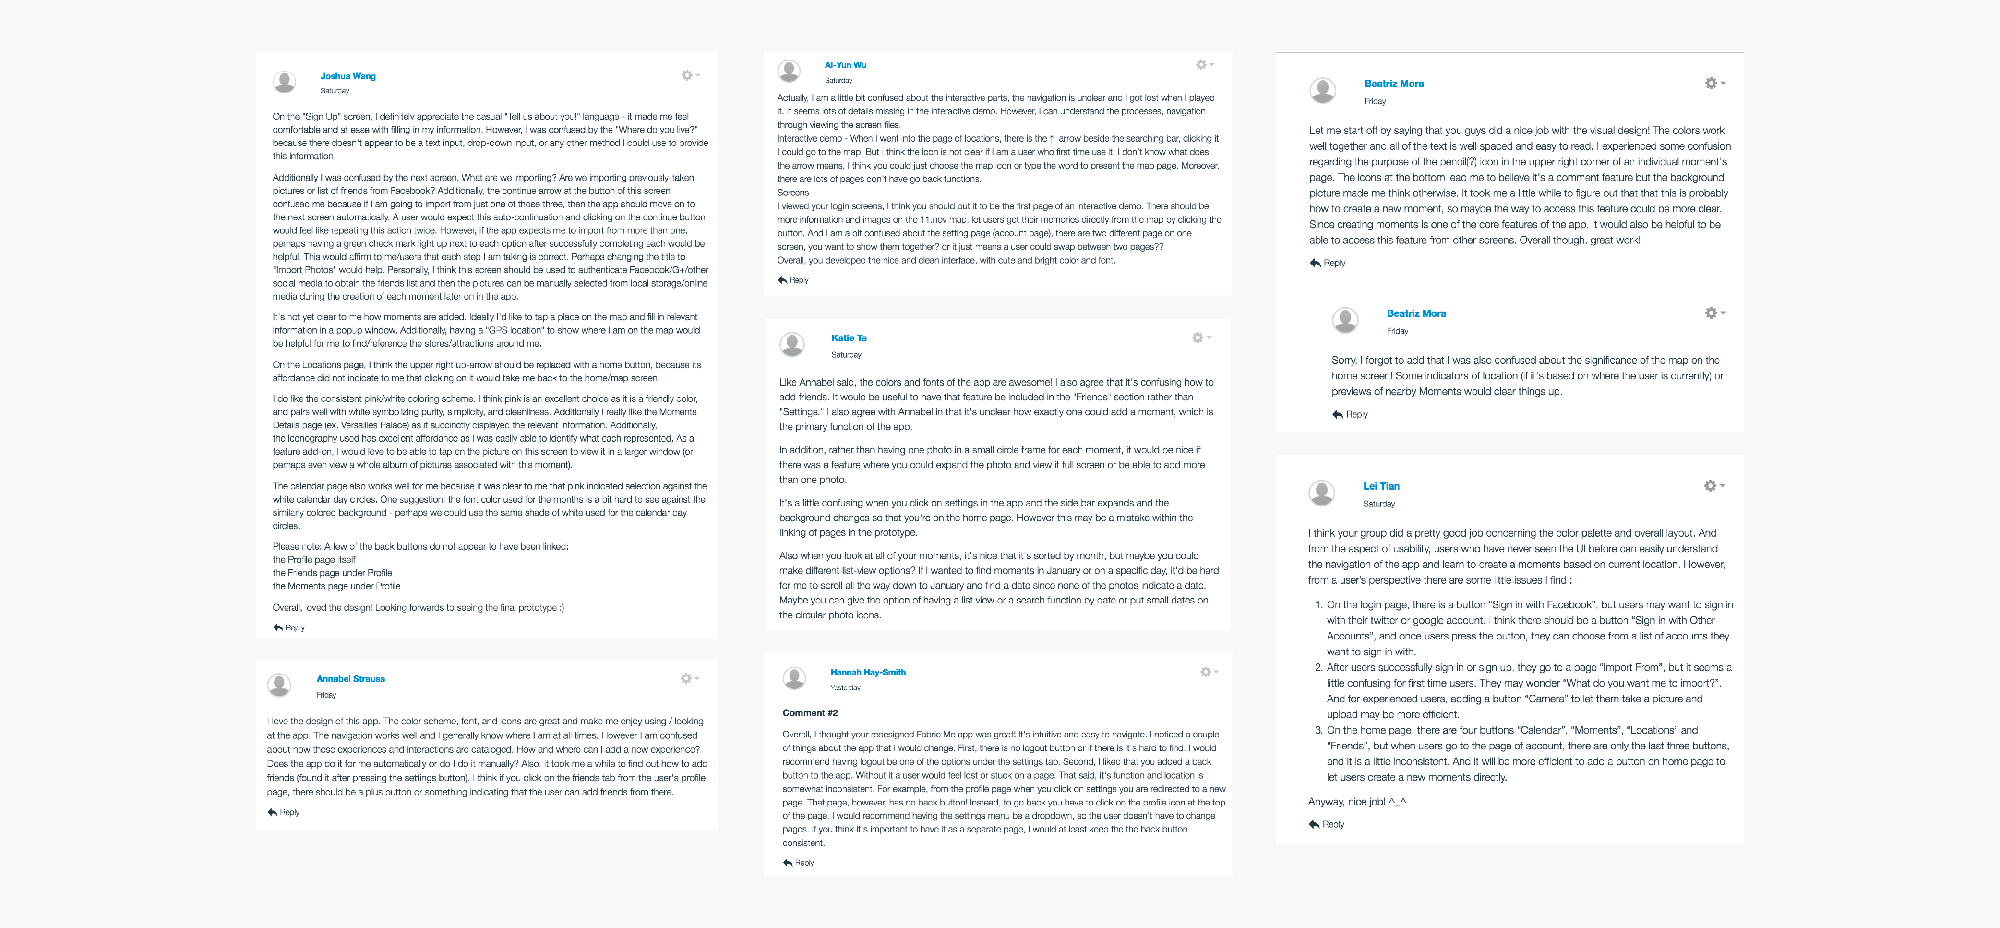 Joshua Wang
Saturday
On the "Sign Up" screen, I definitely appreciate the casual "Tell us about you!" language - it made me feel
comfortable and at ease with filling in my information. However, I was confused by the "Where do you live?"
because there doesn't appear to be a text input, drop-down input, or any other method I could use to provide
this information.
Additionally I was confused by the next screen. What are we importing? Are we importing previously-taken
pictures or list of friends from Facebook? Additionally, the continue arrow at the button of this screen
confused me because if I am going to import from just one of those three, then the app should move on to
the next screen automatically. A user would expect this auto-continuation and clicking on the continue button
would feel like repeating this action twice. However, if the app expects me to import from more than one,
perhaps having a green check mark light up next to each option after successfully completing each would be
helpful. This would affirm to me/users that each step I am taking is correct. Perhaps changing the title to
"Import Photos" would help. Personally, I think this screen should be used to authenticate Facebook/G+/other
social media to obtain the friends list and then the pictures can be manually selected from local storage/online
media during the creation of each moment later on in the app.
It's not yet clear to me how moments are added. Ideally I'd like to tap a place on the map and fill in relevant
information in a popup window. Additionally, having a "GPS location" to show where I am on the map would
be helpful for me to find/reference the stores/attractions around me.
On the Locations page, I think the upper right up-arrow should be replaced with a home button, because its
affordance did not indicate to me that clicking on it would take me back to the home/map screen.
I do like the consistent pink/white coloring scheme. I think pink is an excellent choice as it is a friendly color,
and pairs well with white symbolizing purity, simplicity, and cleanliness. Additionally I really like the Moments
Details page (ex. Versailles Palace) as it succinctly displayed the relevant information. Additionally,
the iconography used has excellent affordance as I was easily able to identify what each represented. As a
feature add-on, I would love to be able to tap on the picture on this screen to view it in a larger window (or
perhaps even view a whole album of pictures associated with this moment).
The calendar page also works well for me because it was clear to me that pink indicated selection against the
white calendar day circles. One suggestion: the font color used for the months is a bit hard to see against the
similarly colored background - perhaps we could use the same shade of white used for the calendar day
circles.
Please note: A few of the back buttons do not appear to have been linked:
the Profile page itself
the Friends page under Profile
the Moments page under Profile
Overall, loved the design! Looking forwards to seeing the final prototype :)
Reply
Annabel Strauss
Friday
I love the design of this app. The color scheme, font, and icons are great and make me enjoy using / looking
at the app. The navigation works well and I generally know where I am at all times. However I am confused
about how these experiences and interactions are cataloged. How and where can I add a new experience?
Does the app do it for me automatically or do I do it manually? Also, it took me a while to find out how to add
friends (found it after pressing the settings button). I think if you click on the friends tab from the user's profile
page, there should be a plus button or something indicating that the user can add friends from there.
Reply
Ai-Yun Wu
Saturday
Actually, I am a little bit confused about the interactive parts, the navigation is unclear and I got lost when I played
it. It seems lots of details missing in the interactive demo. However, I can understand the processes, navigation
through viewing the screen files.
Interactive demo - When I went into the page of locations, there is the ↑ arrow beside the searching bar, clicking it
I could go to the map. But I think the icon is not clear if I am a user who first time use it. I don't know what does
the arrow means, I think you could just choose the map icon or type the word to present the map page. Moreover,
there are lots of pages don't have go back functions.
Screens
I viewed your login screens, I think you should out it to be the first page of an interactive demo. There should be
more information and images on the 11.nov map, let users get their memories directly from the map by clicking the
button. And I am a bit confused about the setting page (account page), there are two different page on one
screen, you want to show them together? or it just means a user could swap between two pages??
Overall, you developed the nice and clean interface, with cute and bright color and font.
Reply
Katie Ta
Saturday
Like Annabel said, the colors and fonts of the app are awesome! I also agree that it's confusing how to
add friends. It would be useful to have that feature be included in the "Friends" section rather than
"Settings." I also agree with Annabel in that it's unclear how exactly one could add a moment, which is
the primary function of the app.
In addition, rather than having one photo in a small circle frame for each moment, it would be nice if
there was a feature where you could expand the photo and view it full screen or be able to add more
than one photo.
It's a little confusing when you click on settings in the app and the side bar expands and the
background changes so that you're on the home page. However this may be a mistake within the
linking of pages in the prototype.
Also when you look at all of your moments, it's nice that it's sorted by month, but maybe you could
make different list-view options? If I wanted to find moments in January or on a specific day, it'd be hard
for me to scroll all the way down to January and find a date since none of the photos indicate a date.
Maybe you can give the option of having a list view or a search function by date or put small dates on
the circular photo icons.
Hannah Hay-Smith
Yesterday
Comment #2
Overall, I thought your redesigned Fabric Me app was great! It's intuitive and easy to navigate. I noticed a couple
of things about the app that I would change. First, there is no logout button or if there is it's hard to find. I would
recommend having logout be one of the options under the settings tab. Second, I liked that you added a back
button to the app. Without it a user would feel lost or stuck on a page. That said, it's function and location is
somewhat inconsistent. For example, from the profile page when you click on settings you are redirected to a new
page. That page, however, has no back button! Instead, to go back you have to click on the profile icon at the top
of the page. I would recommend having the settings menu be a dropdown, so the user doesn't have to change
pages. If you think it's important to have it as a separate page, I would at least keep the the back button
consistent.
Reply
Beatriz Mora
Friday
Let me start off by saying that you guys did a nice job with the visual design! The colors work
well together and all of the text is well spaced and easy to read. I experienced some confusion
regarding the purpose of the pencil(?) icon in the upper right corner of an individual moment's
page. The icons at the bottom lead me to believe it's a comment feature but the background
picture made me think otherwise. It took me a little while to figure out that that this is probably
how to create a new moment, so maybe the way to access this feature could be more clear.
Since creating moments is one of the core features of the app, it would also be helpful to be
able to access this feature from other screens. Overall though, great work!
Reply
Beatriz Mora
Friday
Sorry, I forgot to add that I was also confused about the significance of the map on the
home screen! Some indicators of location (if it's based on where the user is currently) or
previews of nearby Moments would clear things up.
Reply
Lei Tian
Saturday
I think your group did a pretty good job concerning the color palette and overall layout. And
from the aspect of usability, users who have never seen the UI before can easily understand
the navigation of the app and learn to create a moments based on current location. However,
from a user's perspective there are some little issues I find :
1. On the login page, there is a button "Sign in with Facebook", but users may want to sign in
with their twitter or google account. I think there should be a button "Sign in with Other
Accounts", and once users press the button, they can choose from a list of accounts they
want to sign in with.
2. After users successfully sign in or sign up, they go to a page "Import From", but it seems a
little confusing for first time users. They may wonder "What do you want me to import?".
And for experienced users, adding a button "Camera" to let them take a picture and
upload may be more efficient.
3. On the home page, there are four buttons "Calendar", "Moments", "Locations" and
"Friends", but when users go to the page of account, there are only the last three buttons,
and it is a little inconsistent. And it will be more efficient to add a button on home page to
let users create a new moments directly.
Anyway, nice job! ^_^
Reply